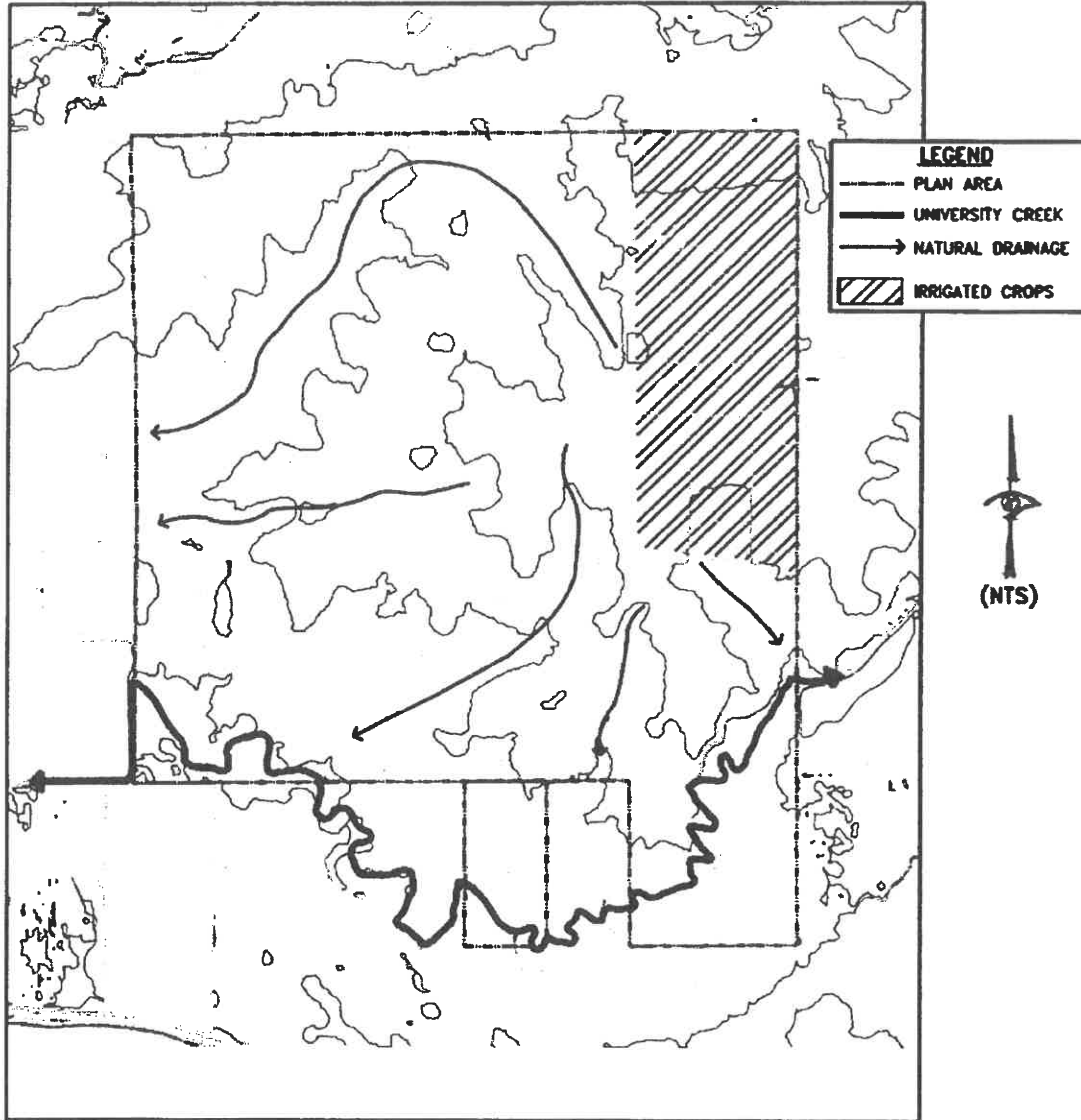 LEGEND
PLAN AREA
UNIVERSITY CREEK
NATURAL DRAINAGE
IRRIGATED CROPS
(NTS)